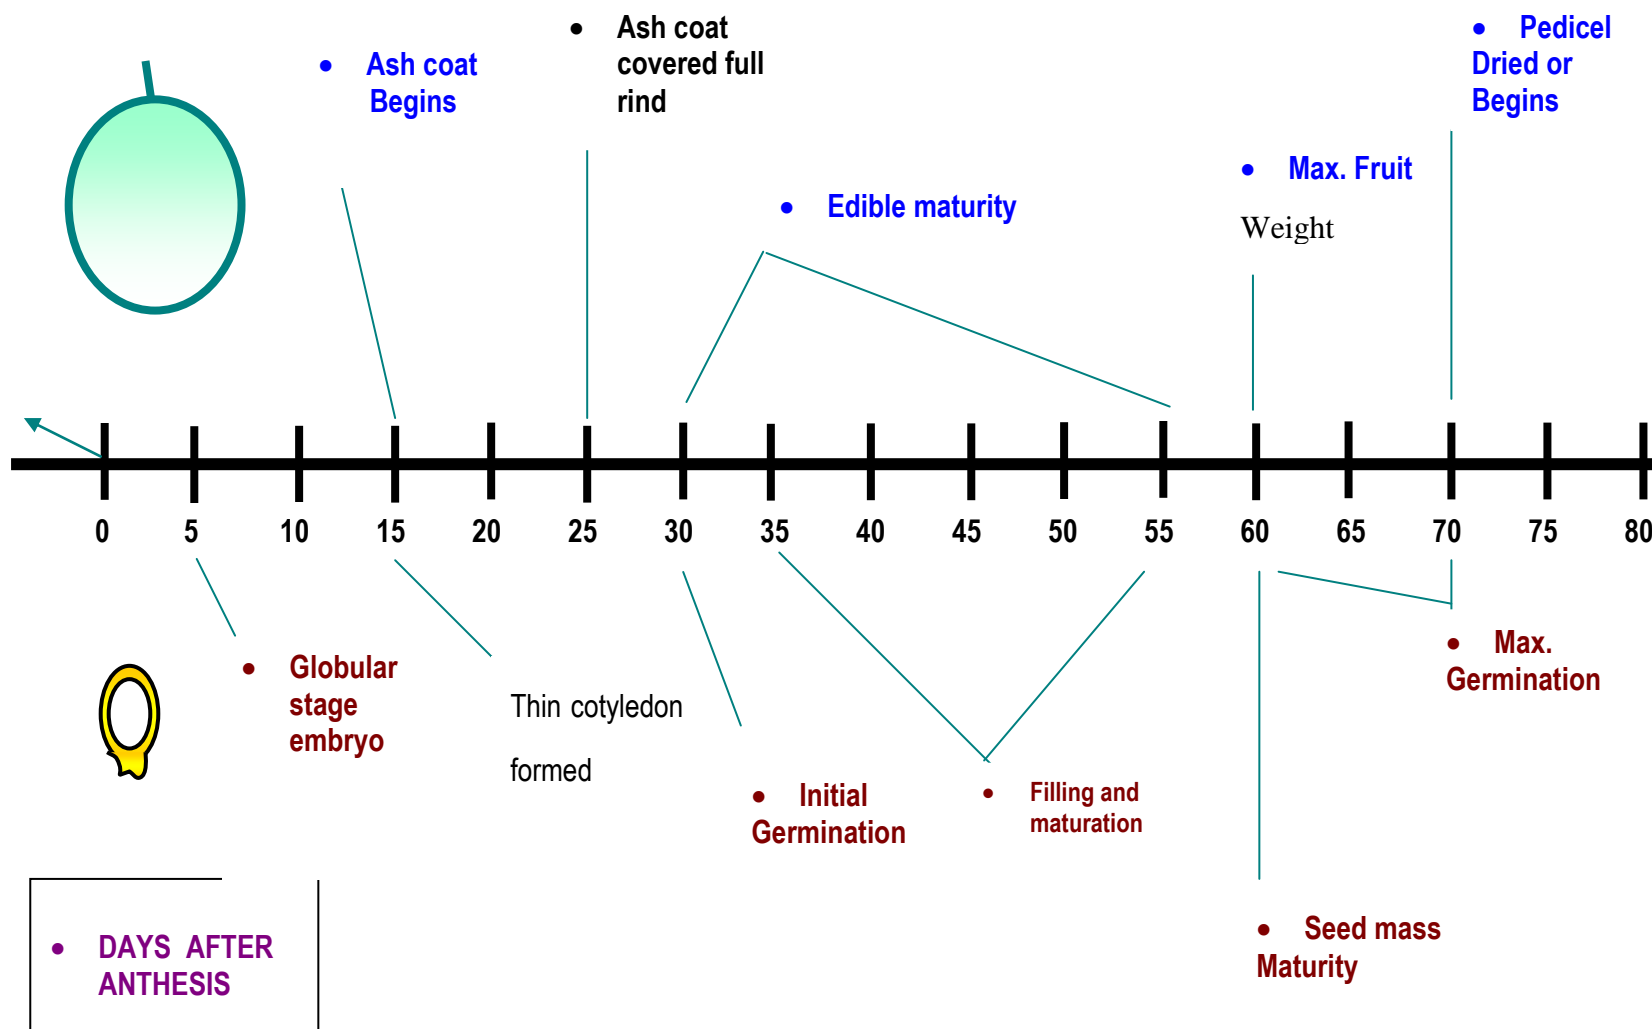 • Ash coat
Begins
• Ash coat
covered full
rind
• Pedicel
Dried or
Begins
• Edible maturity
• Max. Fruit
Weight
0 5 10 15 20 25 30 35 40 45 50 55 60 65 70 75 80
• Globular
stage
embryo
Thin cotyledon
formed
• Initial
Germination
• Filling and
maturation
• Max.
Germination
• Seed mass
Maturity
• DAYS AFTER
ANTHESIS